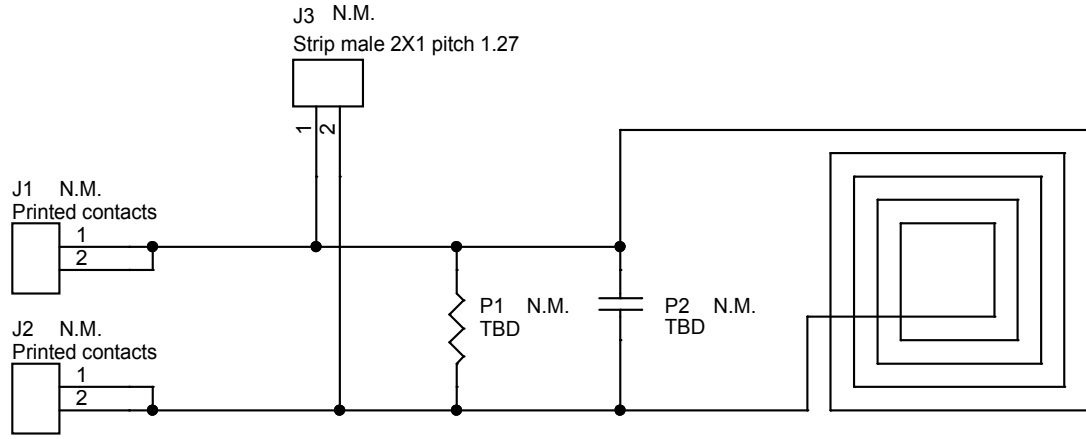 J3 N.M.
Strip male 2X1 pitch 1.27
1
2
J1 N.M.
Printed contacts
1
2
P1 N.M.
TBD
P2 N.M.
TBD
J2 N.M.
Printed contacts
1
2